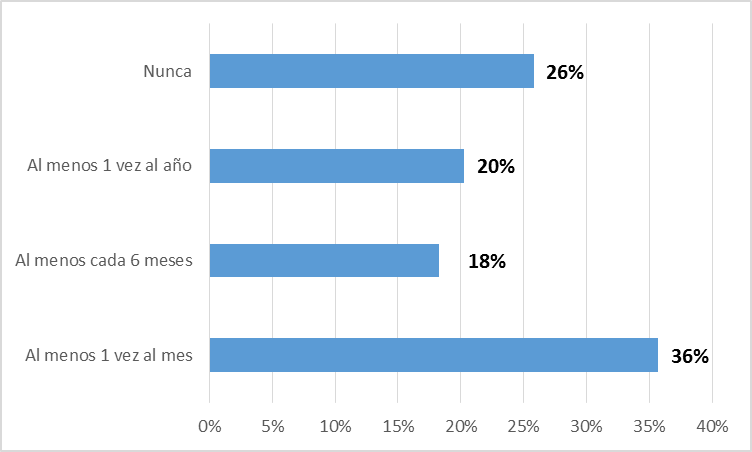 Nunca
26%
Al menos 1 vez al año
20%
Al menos cada 6 meses
18%
Al menos 1 vez al mes
36%
0% 5% 10% 15% 20% 25% 30% 35% 40%